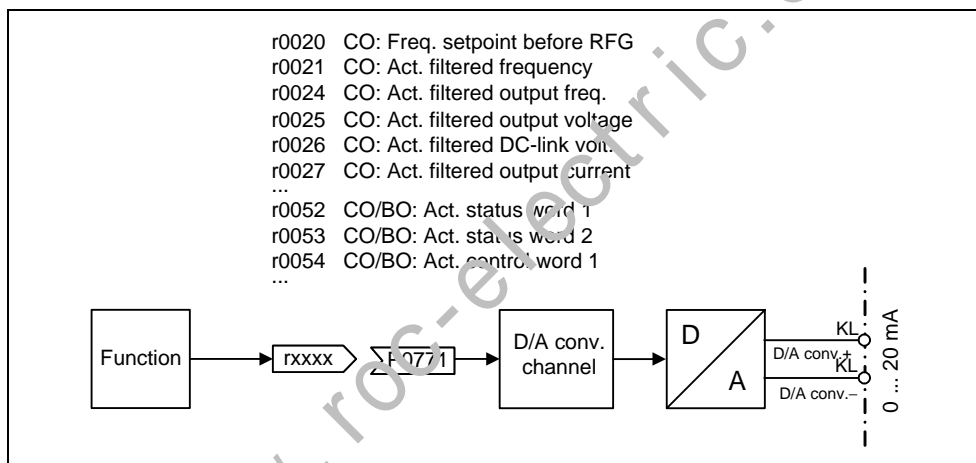 r0020 CO: Freq. setpoint before RFG
r0021 CO: Act. filtered frequency
r0024 CO: Act. filtered output freq.
r0025 CO: Act. filtered output voltage
r0026 CO: Act. filtered DC-link volt.
r0027 CO: Act. filtered output current
...
r0052 CO/BO: Act. status word 1
r0053 CO/BO: Act. status word 2
r0054 CO/BO: Act. control word 1
...
Function
rxxxx
P0771
D/A conv.
channel
D
A
KL
D/A conv.+
KL
D/A conv.−
0 ... 20 mA
. roc-electric.